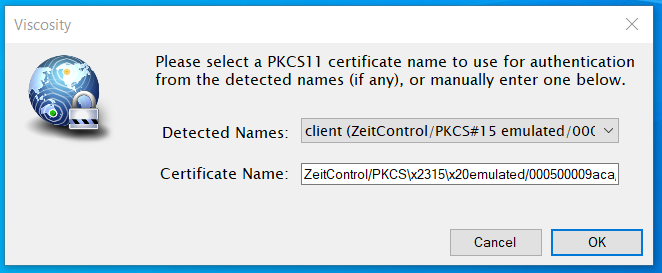 Viscosity
Please select a PKCS11 certificate name to use for authentication
from the detected names (if any), or manually enter one below.
Detected Names:
client (ZeitControl/PKCS#15 emulated/000
Certificate Name:
ZeitControl/PKCS\x2315\x20emulated/000500009aca
Cancel
OK